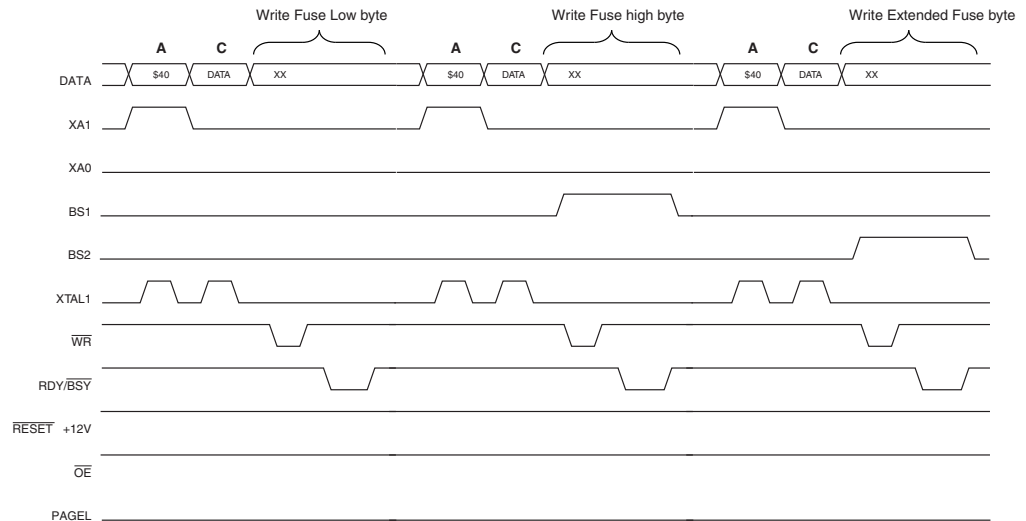 Write Fuse Low byte Write Fuse high byte Write Extended Fuse byte
A C A C A C
DATA $40 DATA XX $40 DATA XX $40 DATA XX
XA1
XA0
BS1
BS2
XTAL1
WR
RDY/BSY
RESET +12V
OE
PAGEL